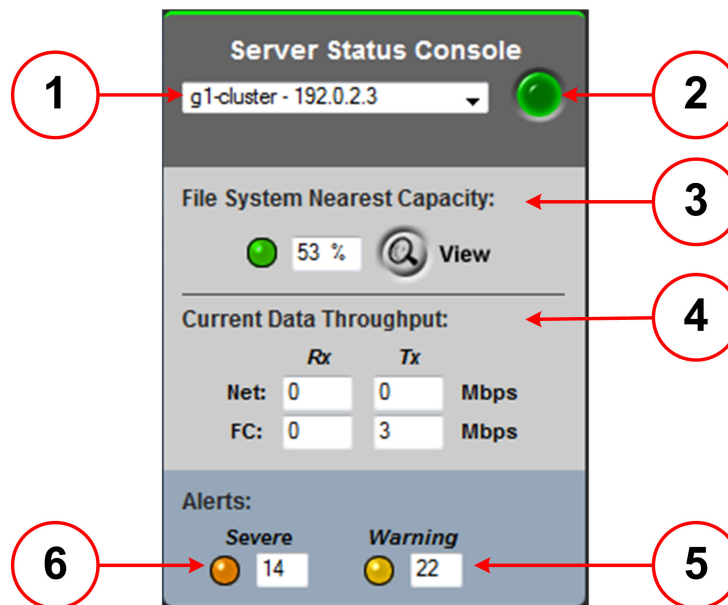 Server Status Console
1 g1-cluster - 192.0.2.3 2
File System Nearest Capacity: 3
53 % View
Current Data Throughput: 4
Rx Tx
Net: 0 0 Mbps
FC: 0 3 Mbps
Alerts:
Severe Warning
6 14 22 5